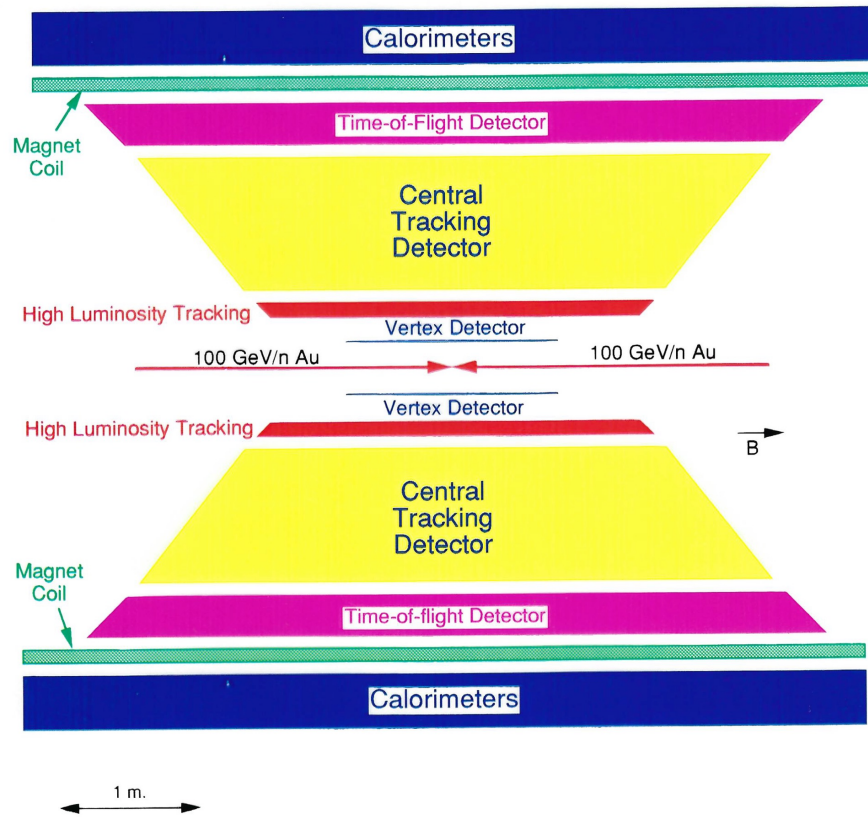 Calorimeters
Time-of-Flight Detector
Magnet
Coil
Central
Tracking
Detector
High Luminosity Tracking
Vertex Detector
100 GeV/n Au
100 GeV/n Au
Vertex Detector
High Luminosity Tracking
B
Central
Tracking
Detector
Magnet
Coil
Time-of-flight Detector
Calorimeters
1 m.